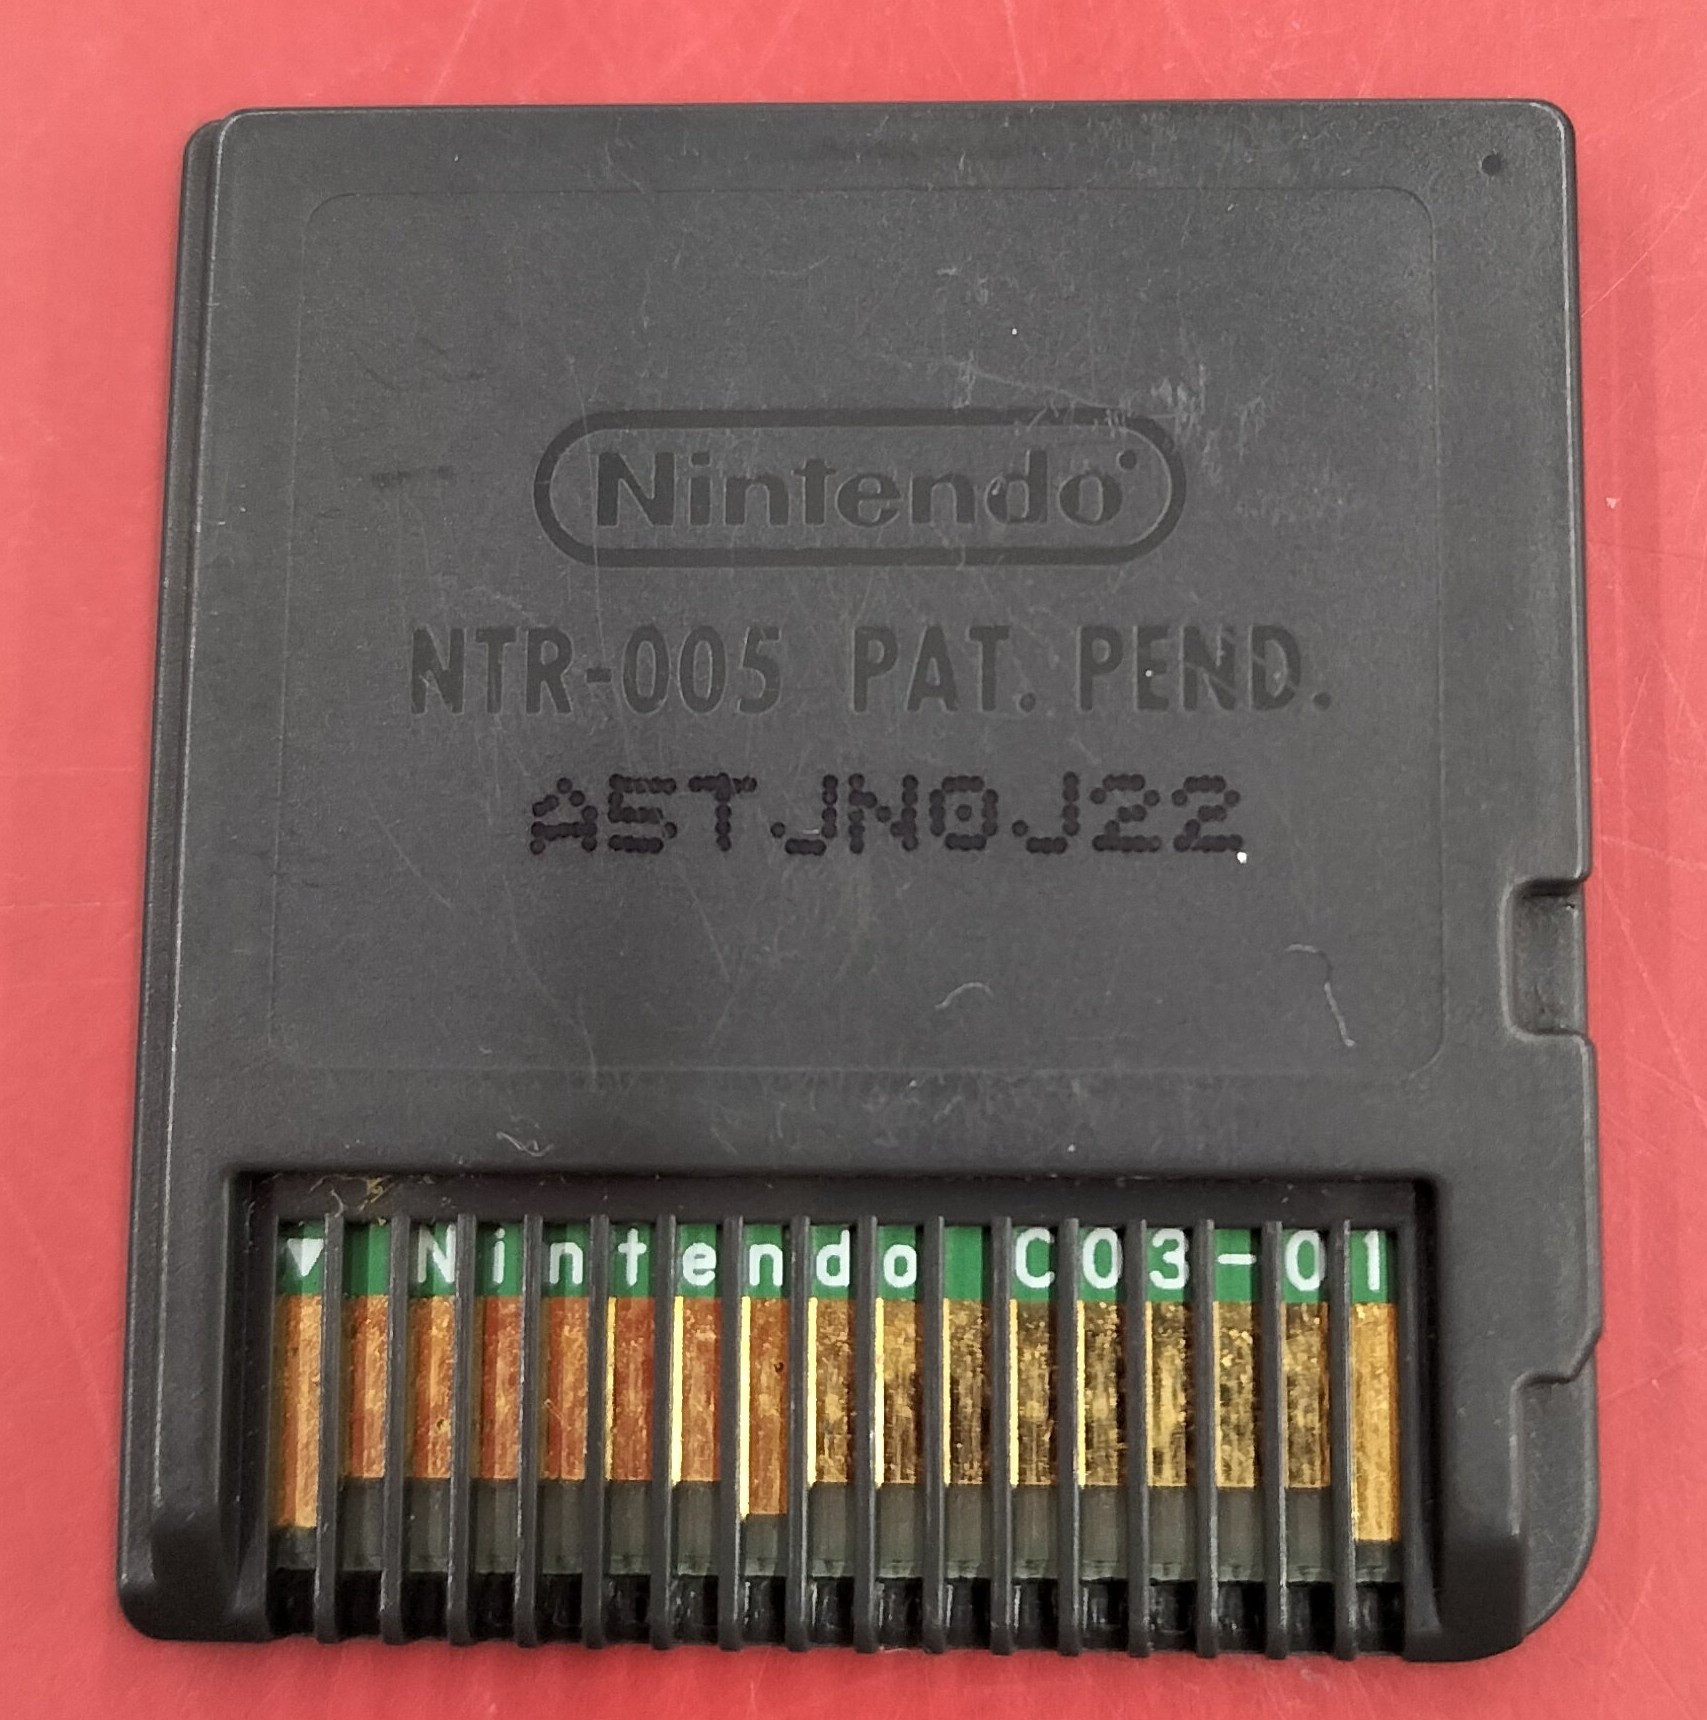 Nintendo
NTR-005 PAT. PEND.
A5TJN0J22
Nintendo C03-01